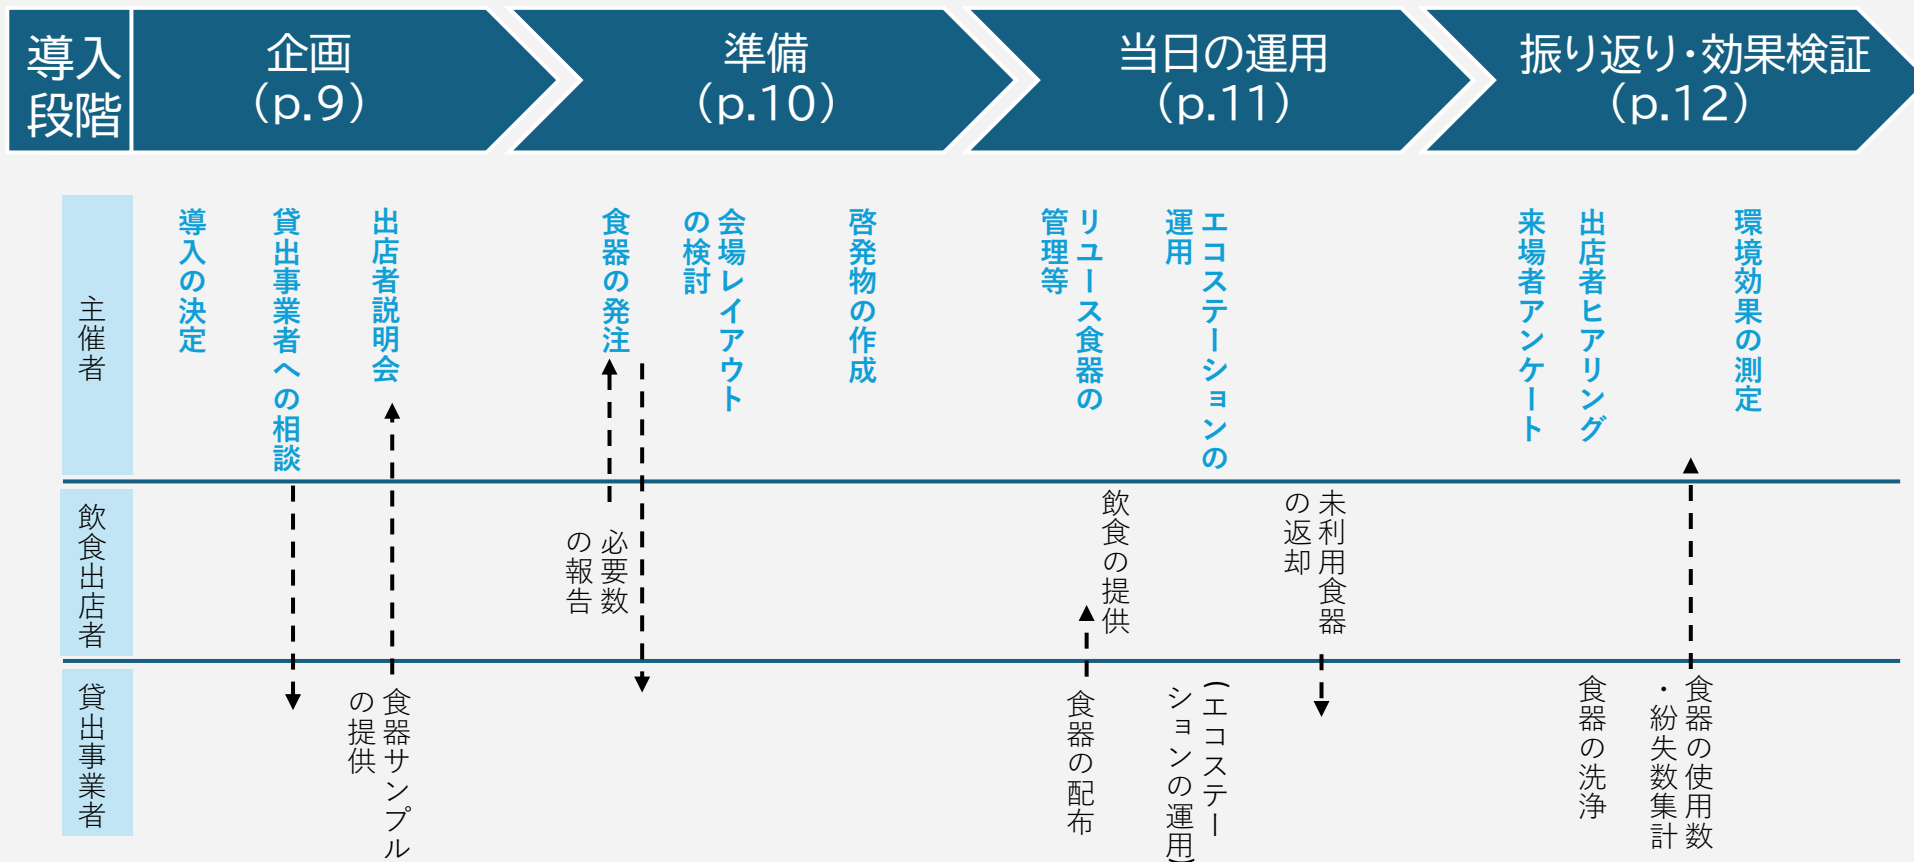 導入
段階
企画
（p.9）
準備
（p.10）
当日の運用
（p.11）
振り返り・効果検証
（p.12）
主催者
導入の決定
貸出事業者への相談
出店者説明会
食器の発注
会場レイアウト
の検討
啓発物の作成
リユース食器の
管理等
エコステーションの
運用
来場者アンケート
出店者ヒアリング
環境効果の測定
飲食出店者
必要数
の報告
飲食の提供
未利用食器
の返却
貸出事業者
食器サンプル
の提供
食器の配布
(エコステー
ションの運用)
食器の洗浄
食器の使用数
・紛失数集計